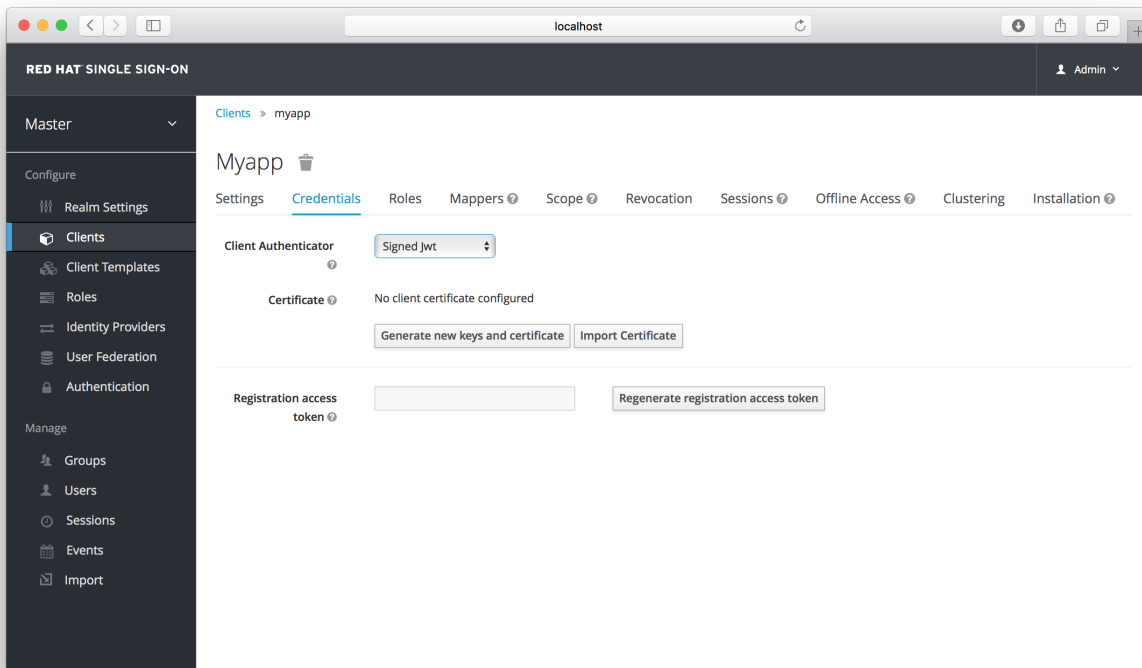 localhost
RED HAT SINGLE SIGN-ON
Admin
Master
Configure
Realm Settings
Clients
Client Templates
Roles
Identity Providers
User Federation
Authentication
Manage
Groups
Users
Sessions
Events
Import
Clients » myapp
Myapp
Settings Credentials Roles Mappers Scope Revocation Sessions Offline Access Clustering Installation
Client Authenticator Signed Jwt
Certificate No client certificate configured
Generate new keys and certificate Import Certificate
Registration access Regenerate registration access token
token